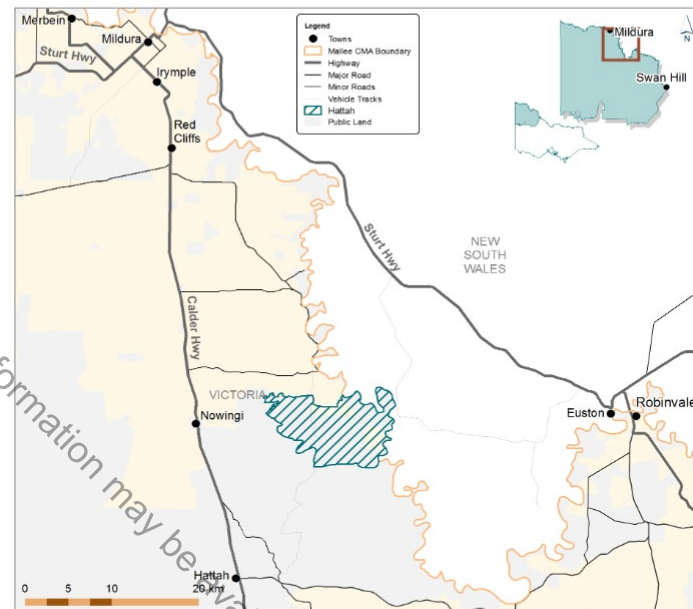 Merbein
Mildura
Sturt Hwy
Irymple
Red
Cliffs
Legend
Towns
Mallee CMA Boundary
Highway
Major Road
Minor Roads
Vehicle Tracks
Hattah
Public Land
Mildura
N
Swan Hill
Sturt Hwy
NEW
SOUTH
WALES
Calder Hwy
VICTORIA
Nowingi
Euston
Robinvale
Hattah
0 5 10 20 km
formation may be